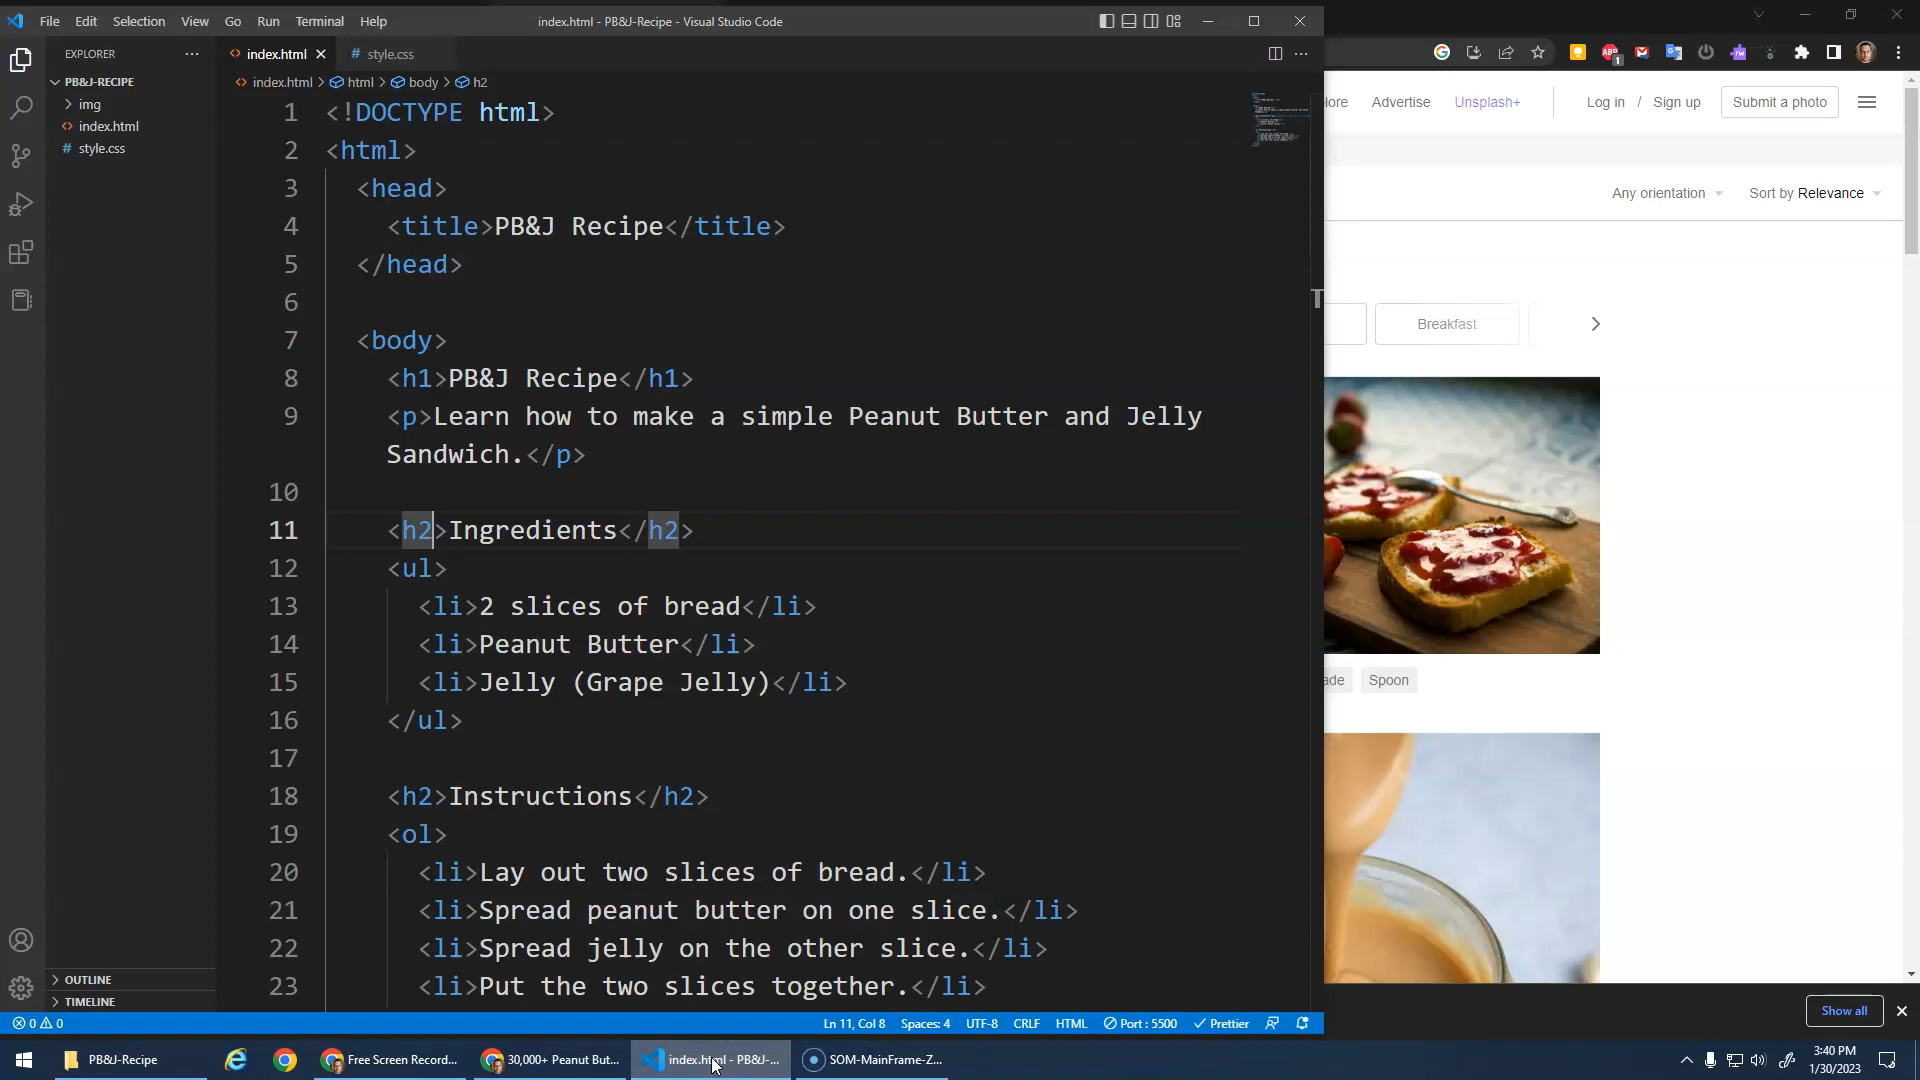 File Edit Selection View Go Run Terminal Help
index.html - PB&J-Recipe - Visual Studio Code
EXPLORER
PB&J-RECIPE
img
index.html
style.css
OUTLINE
TIMELINE
index.html
style.css
index.html > html > body > h2
1 <!DOCTYPE html>
2 <html>
3 <head>
4 <title>PB&J Recipe</title>
5 </head>
6
7 <body>
8 <h1>PB&J Recipe</h1>
9 <p>Learn how to make a simple Peanut Butter and Jelly
Sandwich.</p>
10
11 <h2>Ingredients</h2>
12 <ul>
13 <li>2 slices of bread</li>
14 <li>Peanut Butter</li>
15 <li>Jelly (Grape Jelly)</li>
16 </ul>
17
18 <h2>Instructions</h2>
19 <ol>
20 <li>Lay out two slices of bread.</li>
21 <li>Spread peanut butter on one slice.</li>
22 <li>Spread jelly on the other slice.</li>
23 <li>Put the two slices together.</li>
0 0
Ln 11, Col 8 Spaces: 4 UTF-8 CRLF HTML Port : 5500 Prettier
ABP
1
lore Advertise Unsplash+ Log in / Sign up Submit a photo
Any orientation Sort by Relevance
Breakfast
ade Spoon
Show all
PB&J-Recipe
Free Screen Record...
30,000+ Peanut But...
index.html - PB&J-...
SOM-MainFrame-Z...
3:40 PM
1/30/2023